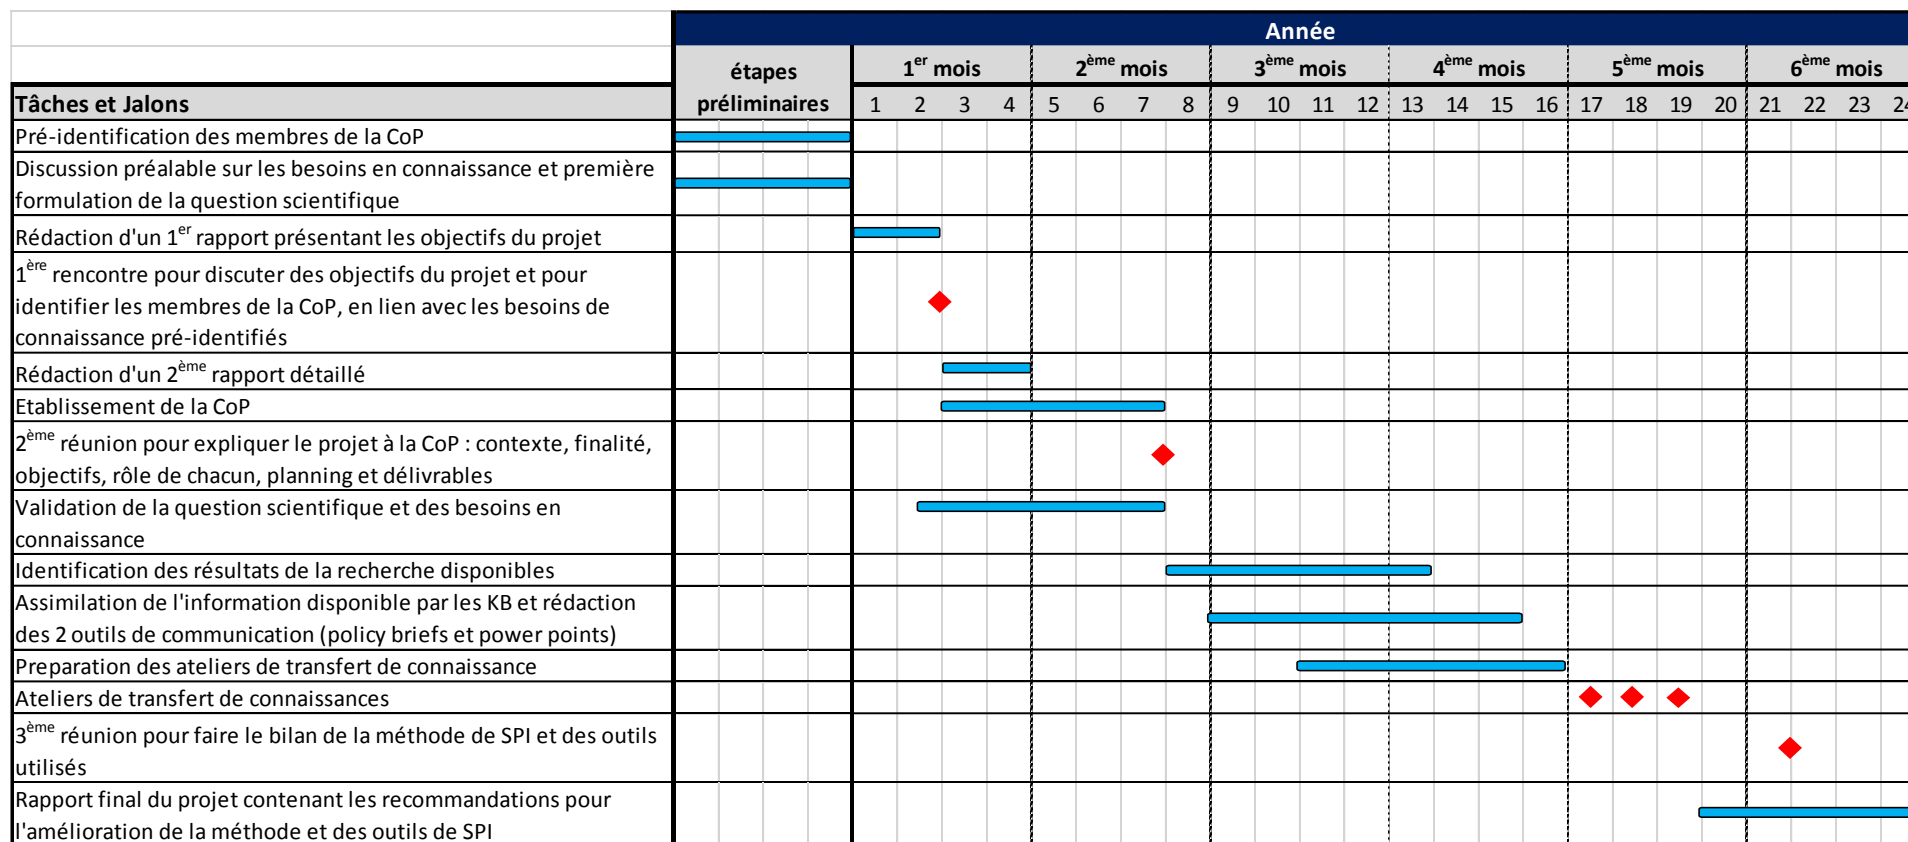 Année
étapes
préliminaires
1er mois 2ème mois 3ème mois 4ème mois 5ème mois 6ème mois
Tâches et Jalons 1 2 3 4 5 6 7 8 9 10 11 12 13 14 15 16 17 18 19 20 21 22 23 24
Pré-identification des membres de la CoP
Discussion préalable sur les besoins en connaissance et première
formulation de la question scientifique
Rédaction d'un 1er rapport présentant les objectifs du projet
1ère rencontre pour discuter des objectifs du projet et pour
identifier les membres de la CoP, en lien avec les besoins de
connaissance pré-identifiés
Rédaction d'un 2ème rapport détaillé
Etablissement de la CoP
2ème réunion pour expliquer le projet à la CoP : contexte, finalité,
objectifs, rôle de chacun, planning et délivrables
Validation de la question scientifique et des besoins en
connaissance
Identification des résultats de la recherche disponibles
Assimilation de l'information disponible par les KB et rédaction
des 2 outils de communication (policy briefs et power points)
Preparation des ateliers de transfert de connaissance
Ateliers de transfert de connaissances
3ème réunion pour faire le bilan de la méthode de SPI et des outils
utilisés
Rapport final du projet contenant les recommandations pour
l'amélioration de la méthode et des outils de SPI